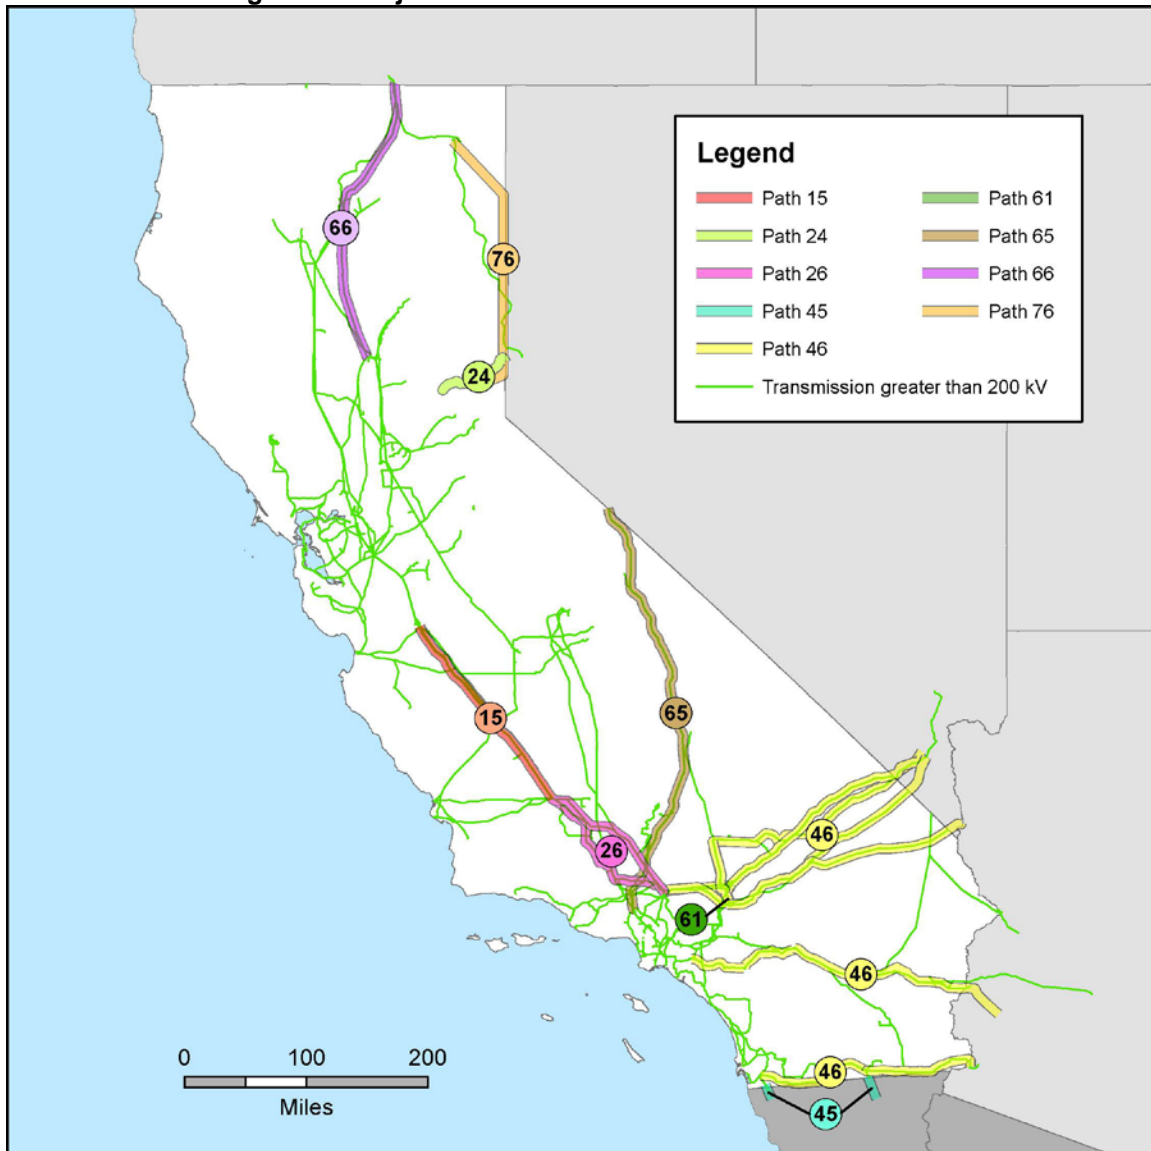 Legend
Path 15
Path 61
Path 24
Path 65
Path 26
Path 66
Path 45
Path 76
Path 46
Transmission greater than 200 kV
66
76
24
15
65
26
46
61
46
46
45
0 100 200
Miles